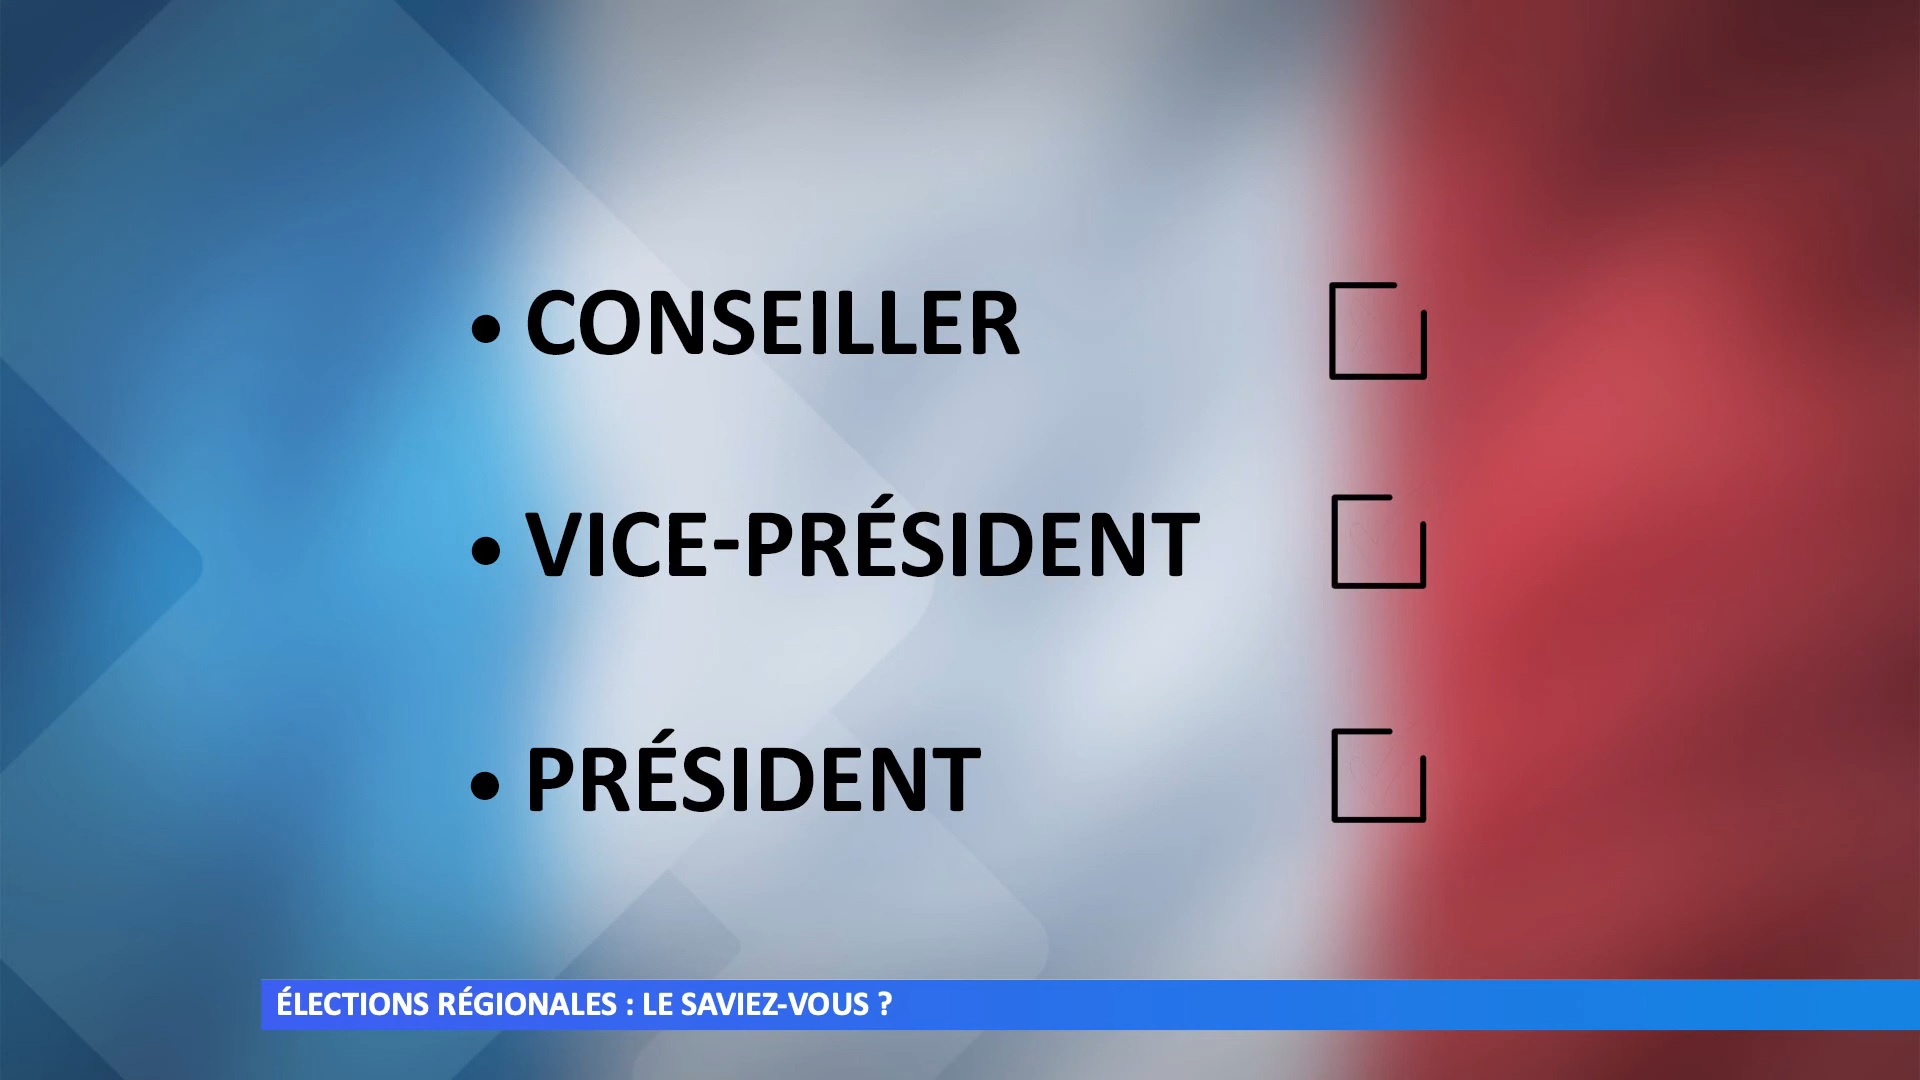 • CONSEILLER
• VICE-PRÉSIDENT
• PRÉSIDENT
ÉLECTIONS RÉGIONALES : LE SAVIEZ-VOUS ?